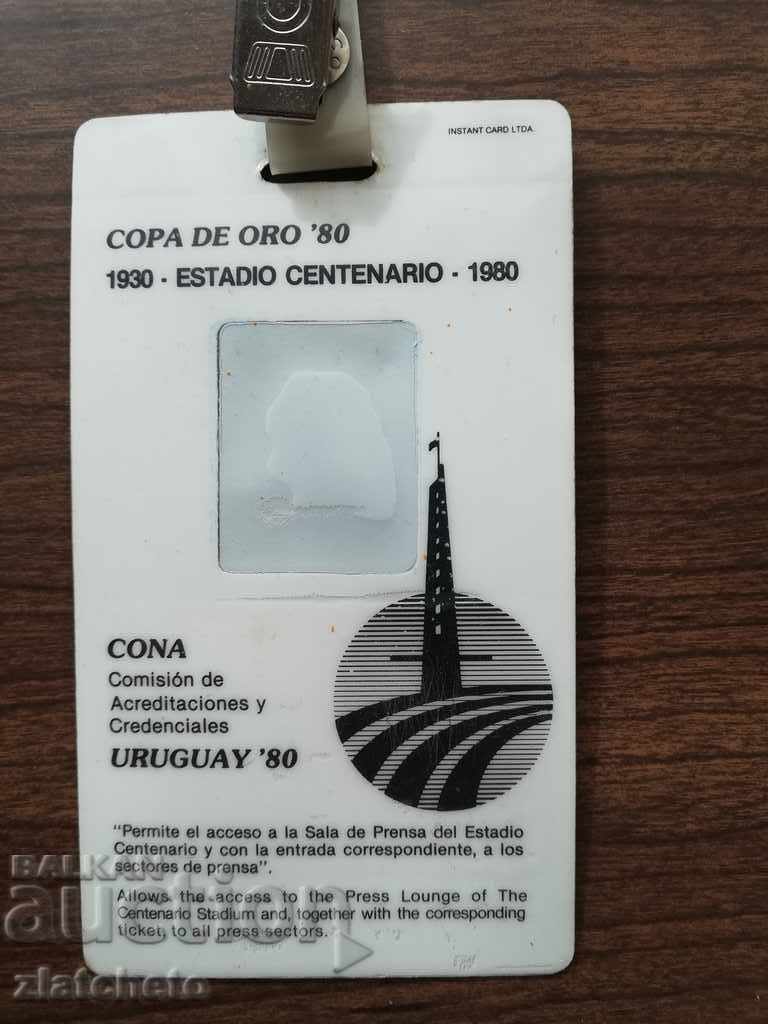 INSTANT CARD LTDA.
COPA DE ORO '80
1930 - ESTADIO CENTENARIO - 1980
CONA
Comisión de
Acreditaciones y
Credenciales
URUGUAY '80
"Permite el acceso a la Sala de Prensa del Estadio
Centenario y con la entrada correspondiente, a los
sectores de prensa".
Allows the access to the Press Lounge of The
Centenario Stadium and, together with the corresponding
ticket, to all press sectors.
BALKAN
auction
zlatcheto